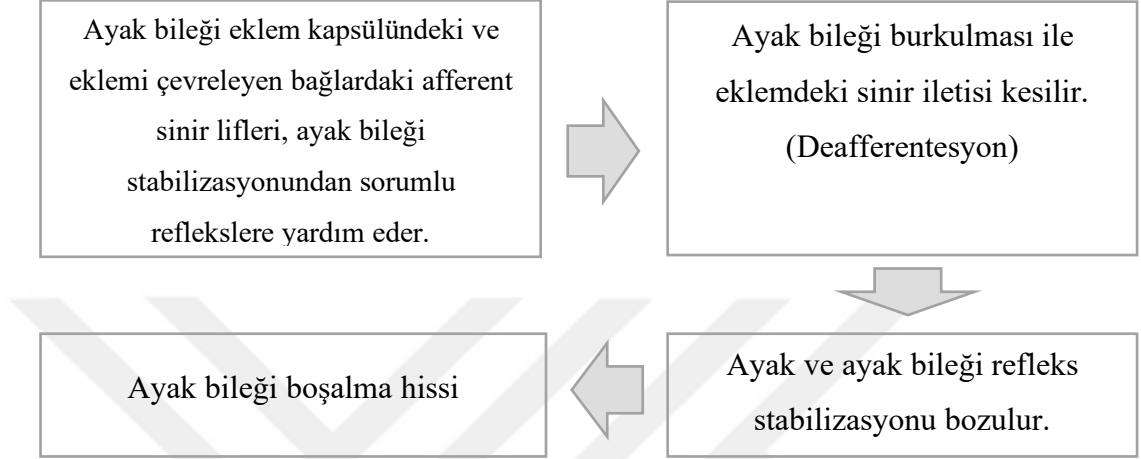 Ayak bileği eklem kapsülündeki ve
eklemi çevreleyen bağlardaki afferent
sinir lifleri, ayak bileği
stabilizasyonundan sorumlu
reflekslere yardım eder.
Ayak bileği burkulması ile
eklemdeki sinir iletisi kesilir.
(Deafferentesyon)
Ayak ve ayak bileği refleks
stabilizasyonu bozulur.
Ayak bileği boşalma hissi